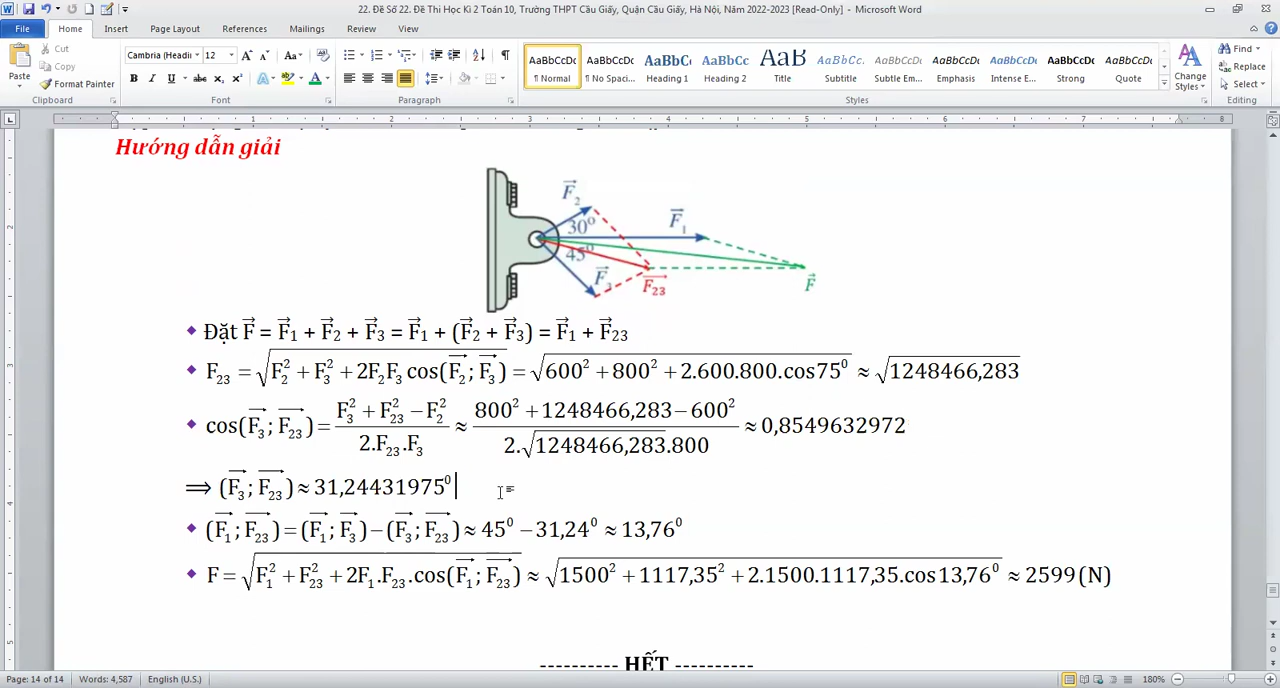 22. Đề Số 22. Đề Thi Học Kì 2 Toán 10, Trường THPT Cầu Giấy, Quận Cầu Giấy, Hà Nội, Năm 2022-2023 [Read-Only] - Microsoft Word
File Home Insert Page Layout References Mailings Review View
Cut
Copy
Format Painter
Paste
Cambria (Headi 12
AaBbCcDc AaBbCcDc AaBbCc AaBbCc AaB AaBbCc. AaBbCcDc AaBbCcDc AaBbCcDc AaBbCcDc AaBbCcDc
¶ Normal ¶ No Spaci... Heading 1 Heading 2 Title Subtitle Subtle Em... Emphasis Intense E... Strong Quote
Change Styles
Find
Replace
Select
Clipboard Font Paragraph Styles Editing
Hướng dẫn giải
F₂
30⁰
F₁
45⁰
F₃
F₂₃
F
Đặt F = F₁ + F₂ + F₃ = F₁ + (F₂ + F₃) = F₁ + F₂₃
F₂₃ = √(F₂² + F₃² + 2F₂F₃ cos(F₂; F₃)) = √(600² + 800² + 2.600.800.cos75⁰) ≈ √1248466,283
cos(F₃; F₂₃) = (F₃² + F₂₃² − F₂²)/(2.F₂₃.F₃) ≈ (800² + 1248466,283 − 600²)/(2.√1248466,283.800) ≈ 0,8549632972
⟹ (F₃; F₂₃) ≈ 31,24431975⁰
(F₁; F₂₃) = (F₁; F₃) − (F₃; F₂₃) ≈ 45⁰ − 31,24⁰ ≈ 13,76⁰
F = √(F₁² + F₂₃² + 2F₁.F₂₃.cos(F₁; F₂₃)) ≈ √(1500² + 1117,35² + 2.1500.1117,35.cos13,76⁰) ≈ 2599 (N)
---------- HẾT ----------
Page: 14 of 14 Words: 4,587 English (U.S.) 180%